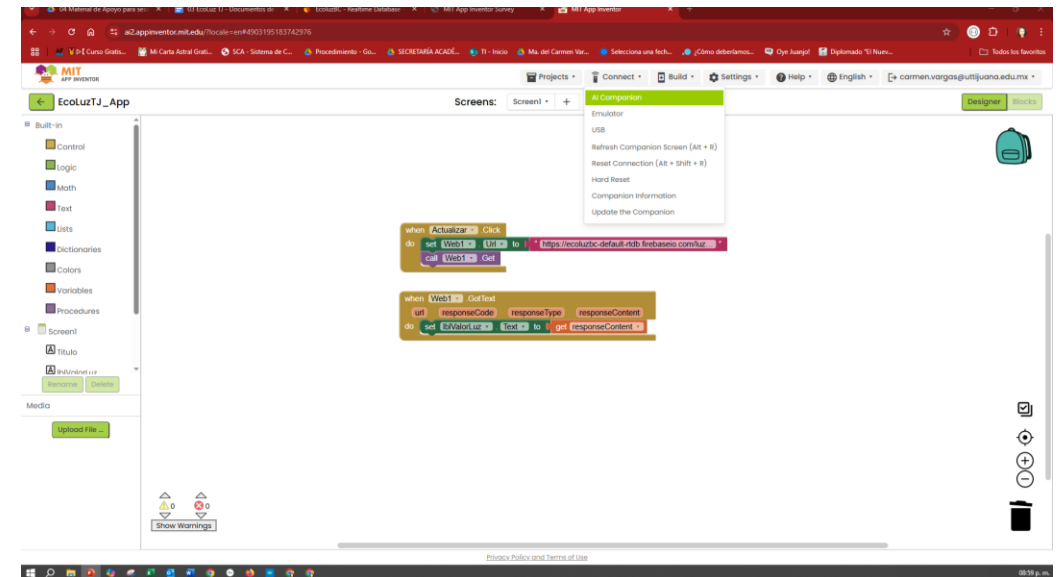 04 Material de Apoyo para ses
03 EcoLuz TJ - Documentos de
EcoluzBC - Realtime Database
MIT App Inventor Survey
MIT App Inventor
ai2.appinventor.mit.edu/?locale=en#4903195183742976
Curso Gratis...
Mi Carta Astral Grati...
SCA - Sistema de C...
Procedimiento - Go...
SECRETARÍA ACADÉ...
TI - Inicio
Ma. del Carmen Var...
Selecciona una fech...
¿Cómo deberíamos...
Oye Juanjo!
Diplomado "El Nuev...
Todos los favoritos
MIT
APP INVENTOR
Projects
Connect
Build
Settings
Help
English
carmen.vargas@uttijuana.edu.mx
EcoLuzTJ_App
Screens:
Screen1
+
Designer
Blocks
AI Companion
Emulator
USB
Refresh Companion Screen (Alt + R)
Reset Connection (Alt + Shift + R)
Hard Reset
Companion Information
Update the Companion
Built-in
Control
Logic
Math
Text
Lists
Dictionaries
Colors
Variables
Procedures
Screen1
Titulo
lblValorLuz
Rename
Delete
Media
Upload File ...
when Actualizar .Click
do set Web1 . Url to " https://ecoluzbc-default-rtdb.firebaseio.com/luz... "
call Web1 .Get
when Web1 .GotText
url responseCode responseType responseContent
do set lblValorLuz . Text to get responseContent
0 0
Show Warnings
Privacy Policy and Terms of Use
08:59 p. m.